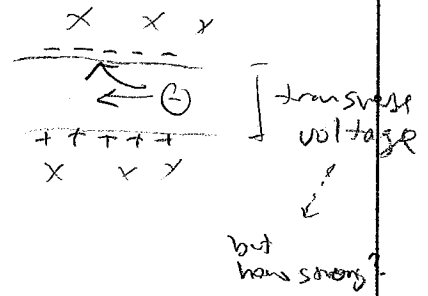 X X X
- - - - - -
-
+ + + + +
X X X
transverse
voltage
but
how strong?